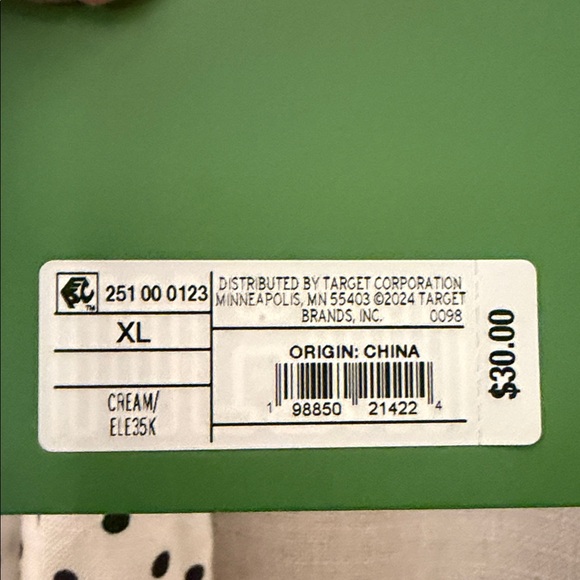 251 00 0123
XL
CREAM/
ELE35K
DISTRIBUTED BY TARGET CORPORATION
MINNEAPOLIS, MN 55403 ©2024 TARGET
BRANDS, INC. 0098
ORIGIN: CHINA
1 98850 21422 4
$30.00